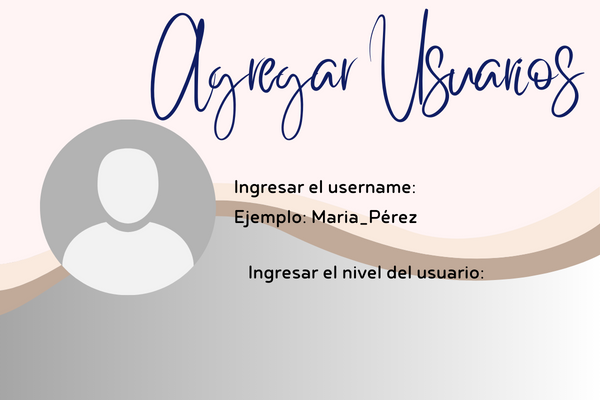 Agregar Usuarios
Ingresar el username:
Ejemplo: Maria_Pérez
Ingresar el nivel del usuario: